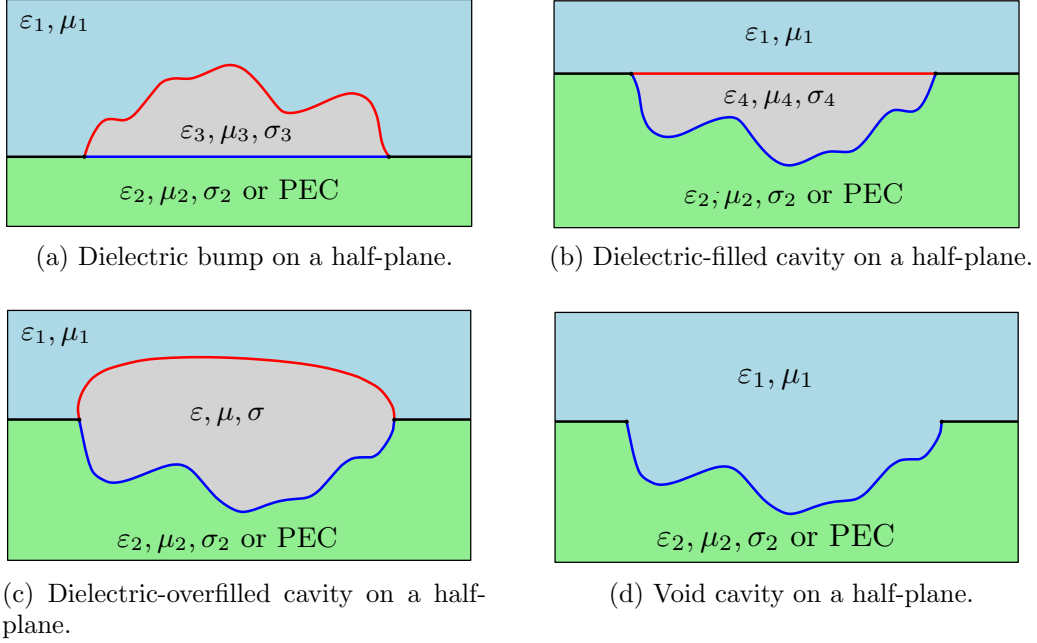 ε₁, μ₁
ε₃, μ₃, σ₃
ε₂, μ₂, σ₂ or PEC
(a) Dielectric bump on a half-plane.
ε₁, μ₁
ε₄, μ₄, σ₄
ε₂, μ₂, σ₂ or PEC
(b) Dielectric-filled cavity on a half-plane.
ε₁, μ₁
ε, μ, σ
ε₂, μ₂, σ₂ or PEC
(c) Dielectric-overfilled cavity on a half-
plane.
ε₁, μ₁
ε₂, μ₂, σ₂ or PEC
(d) Void cavity on a half-plane.